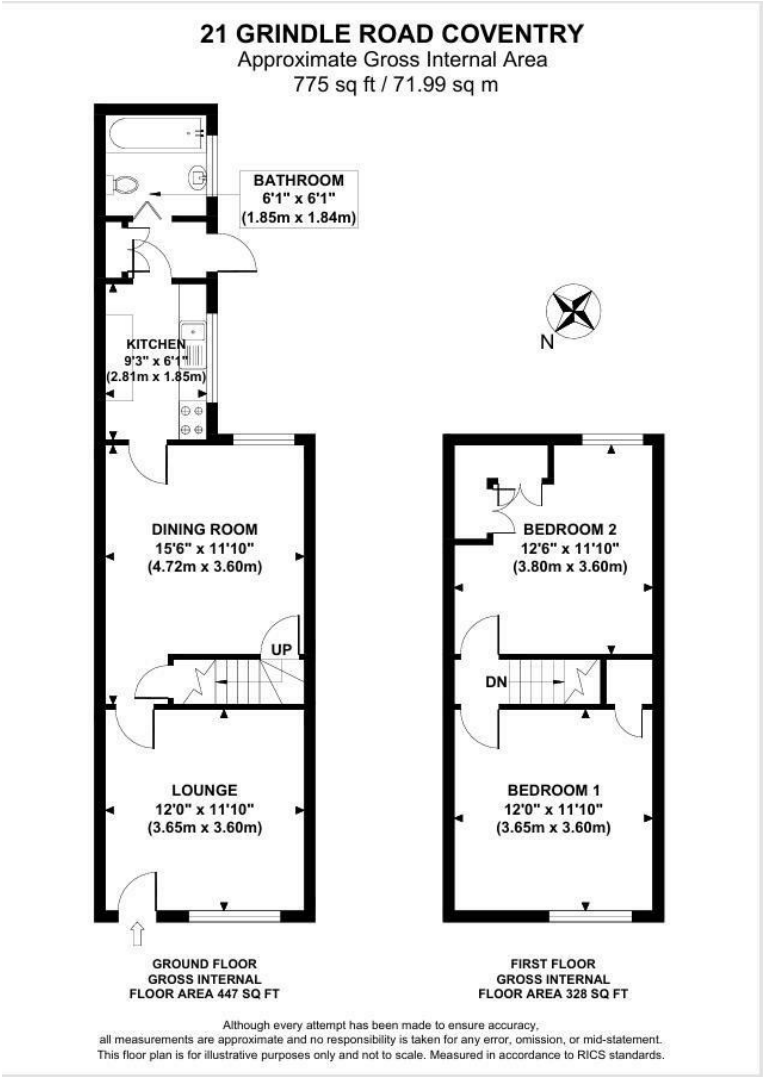 21 GRINDLE ROAD COVENTRY
Approximate Gross Internal Area
775 sq ft / 71.99 sq m
BATHROOM
6'1" x 6'1"
(1.85m x 1.84m)
N
KITCHEN
9'3" x 6'1"
(2.81m x 1.85m)
DINING ROOM
15'6" x 11'10"
(4.72m x 3.60m)
UP
LOUNGE
12'0" x 11'10"
(3.65m x 3.60m)
BEDROOM 2
12'6" x 11'10"
(3.80m x 3.60m)
DN
BEDROOM 1
12'0" x 11'10"
(3.65m x 3.60m)
GROUND FLOOR
GROSS INTERNAL
FLOOR AREA 447 SQ FT
FIRST FLOOR
GROSS INTERNAL
FLOOR AREA 328 SQ FT
Although every attempt has been made to ensure accuracy,
all measurements are approximate and no responsibility is taken for any error, omission, or mid-statement.
This floor plan is for illustrative purposes only and not to scale. Measured in accordance to RICS standards.